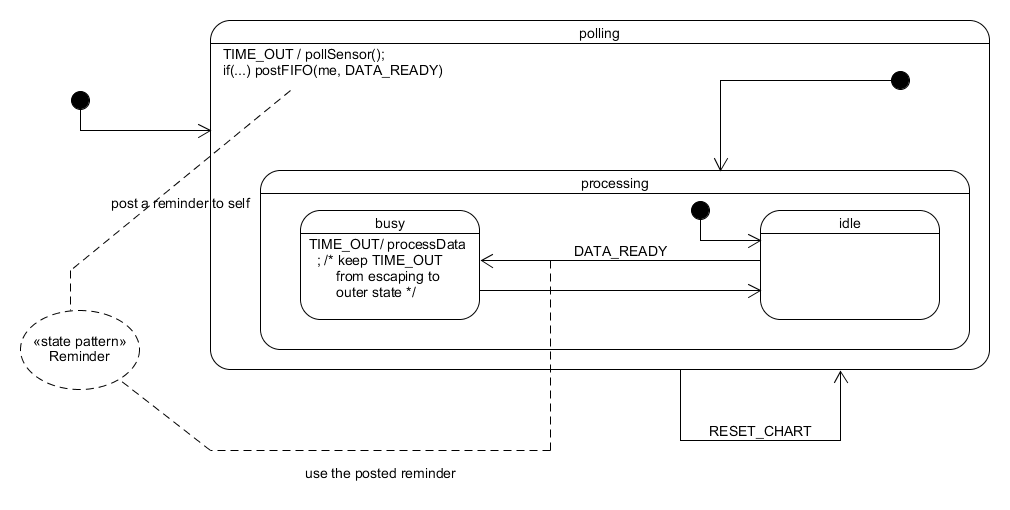 polling
TIME_OUT / pollSensor();
if(...) postFIFO(me, DATA_READY)
processing
post a reminder to self
busy
idle
TIME_OUT/ processData
; /* keep TIME_OUT
from escaping to
outer state */
DATA_READY
«state pattern»
Reminder
RESET_CHART
use the posted reminder